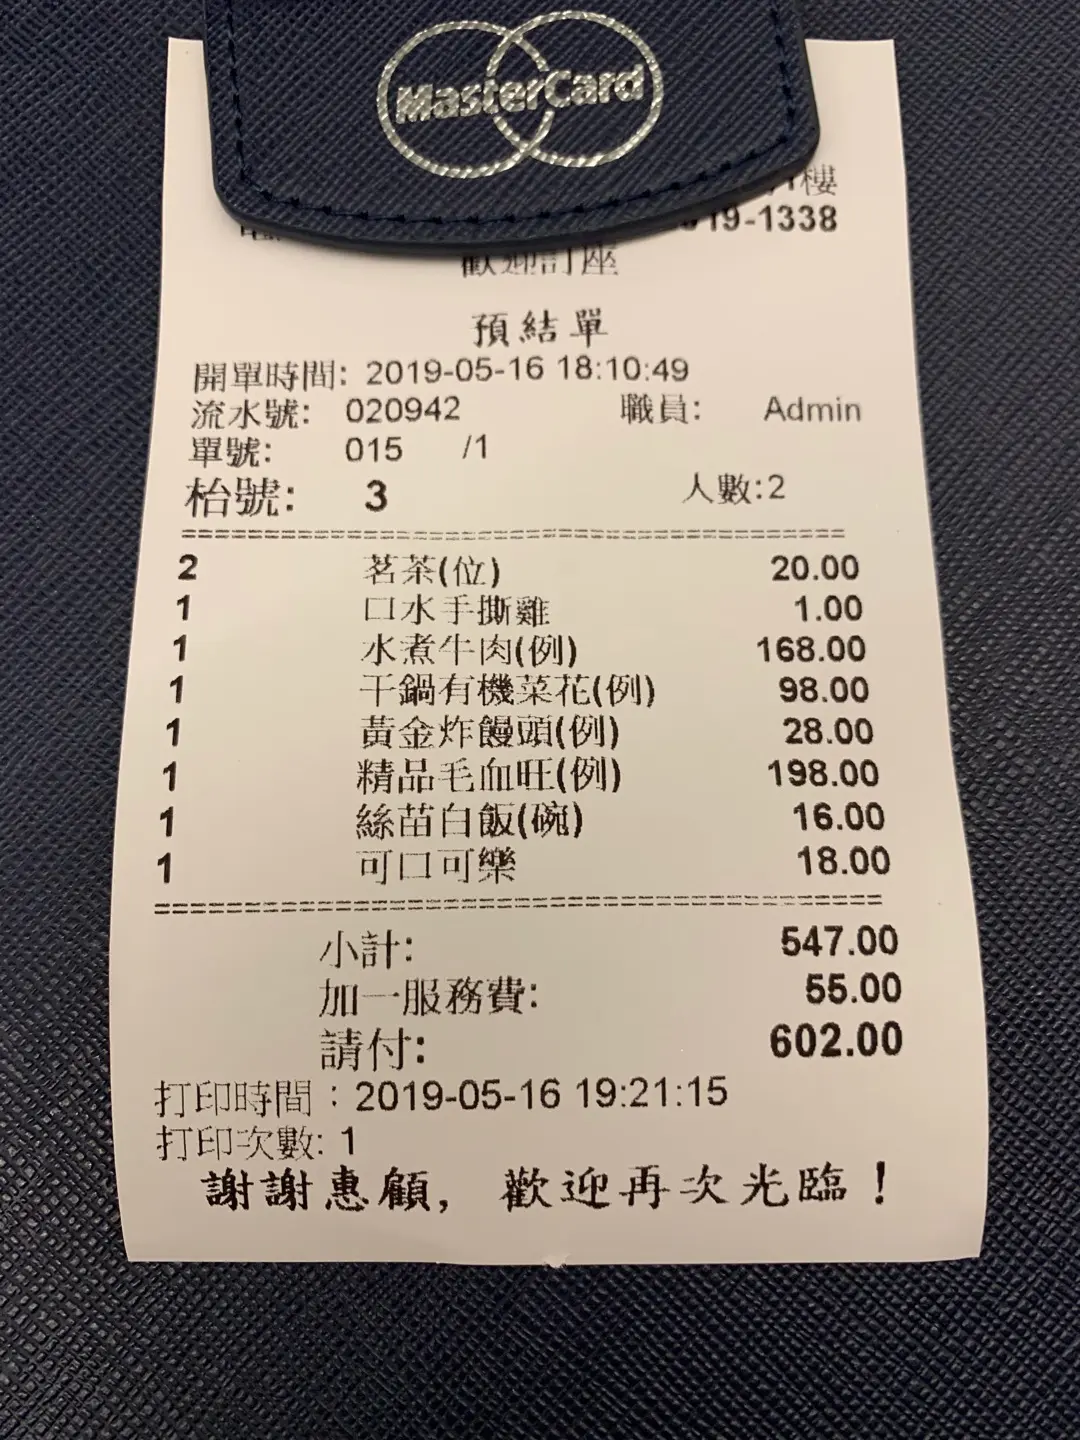 MasterCard
樓
19-1338
歡迎訂座
預結單
開單時間: 2019-05-16 18:10:49
流水號: 020942 職員: Admin
單號: 015 /1
枱號: 3 人數:2
2 茗茶(位) 20.00
1 口水手撕雞 1.00
1 水煮牛肉(例) 168.00
1 干鍋有機菜花(例) 98.00
1 黃金炸饅頭(例) 28.00
1 精品毛血旺(例) 198.00
1 絲苗白飯(碗) 16.00
1 可口可樂 18.00
小計: 547.00
加一服務費: 55.00
請付: 602.00
打印時間：2019-05-16 19:21:15
打印次數: 1
謝謝惠顧, 歡迎再次光臨！